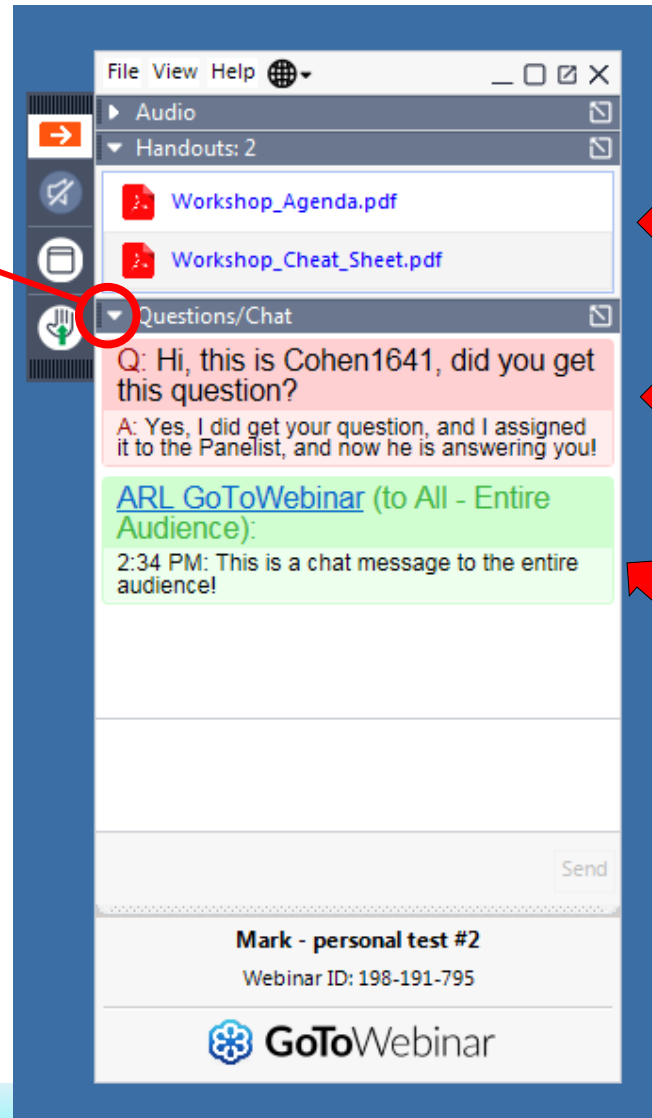 File View Help
Audio
Handouts: 2
Workshop_Agenda.pdf
Workshop_Cheat_Sheet.pdf
Questions/Chat
Q: Hi, this is Cohen1641, did you get
this question?
A: Yes, I did get your question, and I assigned
it to the Panelist, and now he is answering you!
ARL GoToWebinar (to All - Entire
Audience):
2:34 PM: This is a chat message to the entire
audience!
Send
Mark - personal test #2
Webinar ID: 198-191-795
GoToWebinar